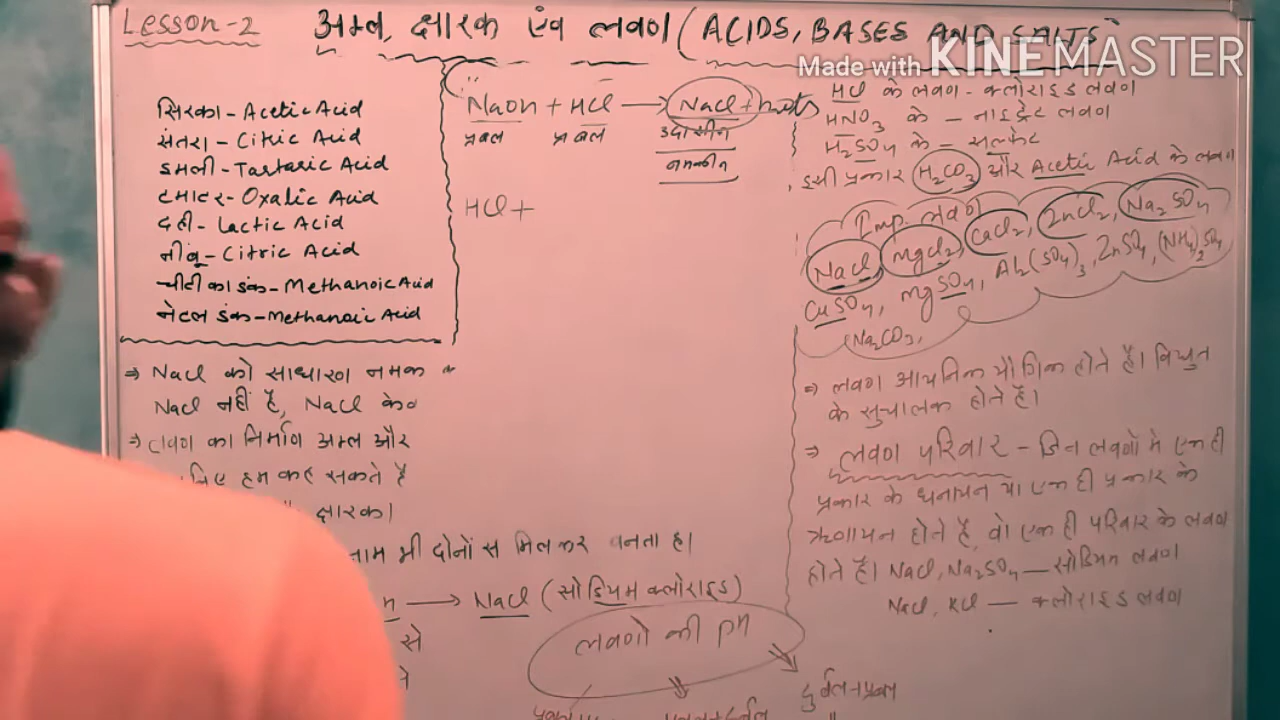 Lesson-2
अम्ल, क्षारक एंव लवण (ACIDS, BASES AND SALTS
Made with KINEMASTER
सिरका - Acetic Acid
संतरा - Citric Acid
इमली - Tartaric Acid
टमाटर - Oxalic Acid
दही - Lactic Acid
नीबू - Citric Acid
चीटी का डंक - Methanoic Acid
नेटल डंक - Methanoic Acid
NaOH + HCl → NaCl +
प्रबल प्रबल उदासीन
नमकीन
HCl +
HCl के लवण - क्लोराइड लवण
HNO3 के - नाइट्रेट लवण
H2SO4 के - सल्फेट
इसी प्रकार H2CO3 और Acetic Acid के लवण
Imp. लवण
NaCl, MgCl2, CaCl2, ZnCl2, Na2SO4
CuSO4, MgSO4, Al2(SO4)3, ZnSO4, (NH4)2SO4
Na2CO3,
⇒ लवण आयनिक यौगिक होते हैं। विधुत
के सुचालक होते हैं।
⇒ लवण परिवार - जिन लवणों मे एक ही
प्रकार के धनायन या एक ही प्रकार के
ऋणायन होते है, वो एक ही परिवार के लवण
होते हैं। NaCl, Na2SO4 — सोडियम लवण
NaCl, KCl — क्लोराइड लवण
⇒ NaCl को साधारण नमक
NaCl नहीं है, NaCl केव
⇒ लवण का निर्माण अम्ल और
लिए हम कह सकते है
क्षारक।
नाम भी दोनों से मिलकर बनता है।
→ NaCl (सोडियम क्लोराइड)
से
लवणो की pH
दुर्बल + प्रबल